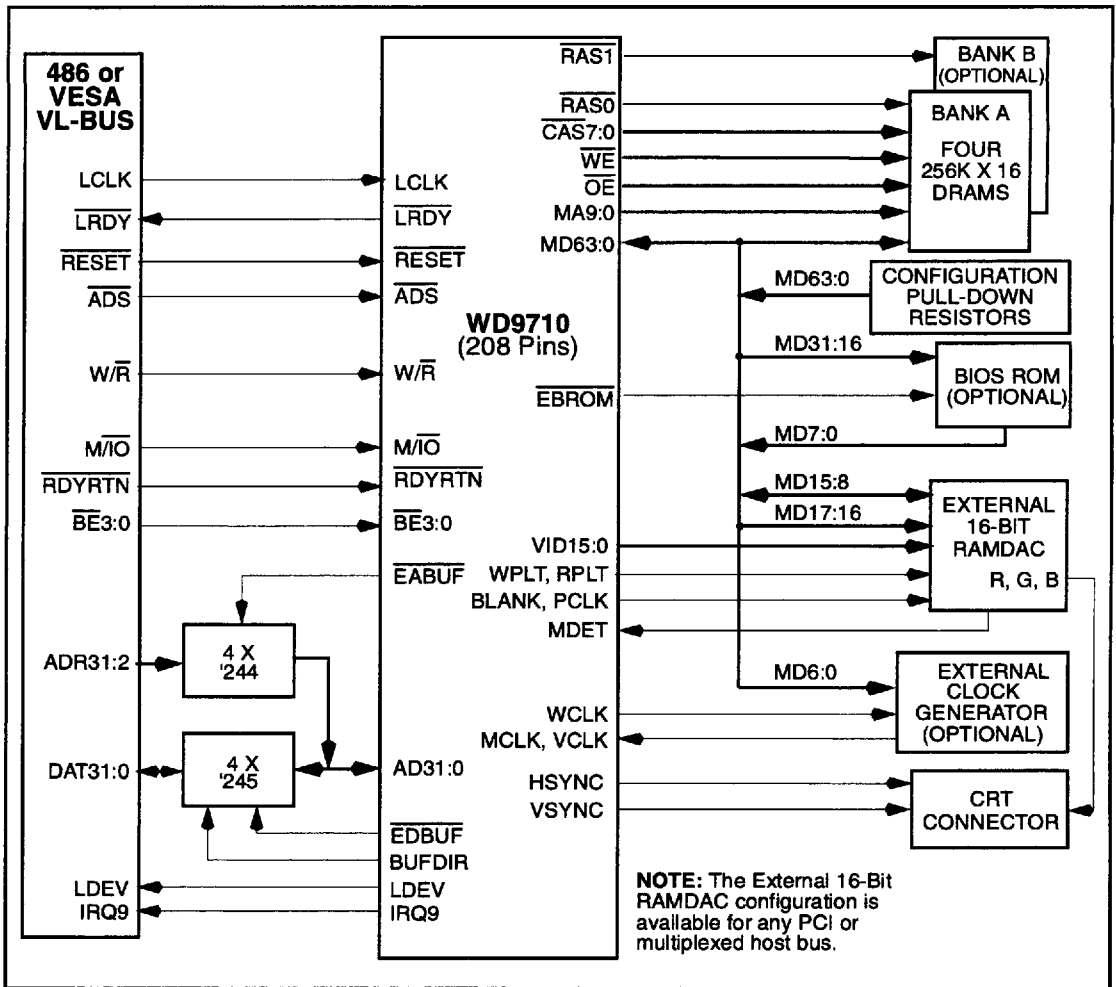 486 or
VESA
VL-BUS
LCLK
LRDY
RESET
ADS
W/R
M/IO
RDYRTN
BE3:0
ADR31:2
DAT31:0
LDEV
IRQ9
4 X
'244
4 X
'245
LCLK
LRDY
RESET
ADS
W/R
M/IO
RDYRTN
BE3:0
EABUF
AD31:0
EDBUF
BUFDIR
LDEV
IRQ9
WD9710
(208 Pins)
RAS1
RAS0
CAS7:0
WE
OE
MA9:0
MD63:0
EBROM
VID15:0
WPLT, RPLT
BLANK, PCLK
MDET
WCLK
MCLK, VCLK
HSYNC
VSYNC
BANK B
(OPTIONAL)
BANK A
FOUR
256K X 16
DRAMS
MD63:0
CONFIGURATION
PULL-DOWN
RESISTORS
MD31:16
BIOS ROM
(OPTIONAL)
MD7:0
MD15:8
MD17:16
EXTERNAL
16-BIT
RAMDAC
R, G, B
MD6:0
EXTERNAL
CLOCK
GENERATOR
(OPTIONAL)
CRT
CONNECTOR
NOTE: The External 16-Bit
RAMDAC configuration is
available for any PCI or
multiplexed host bus.